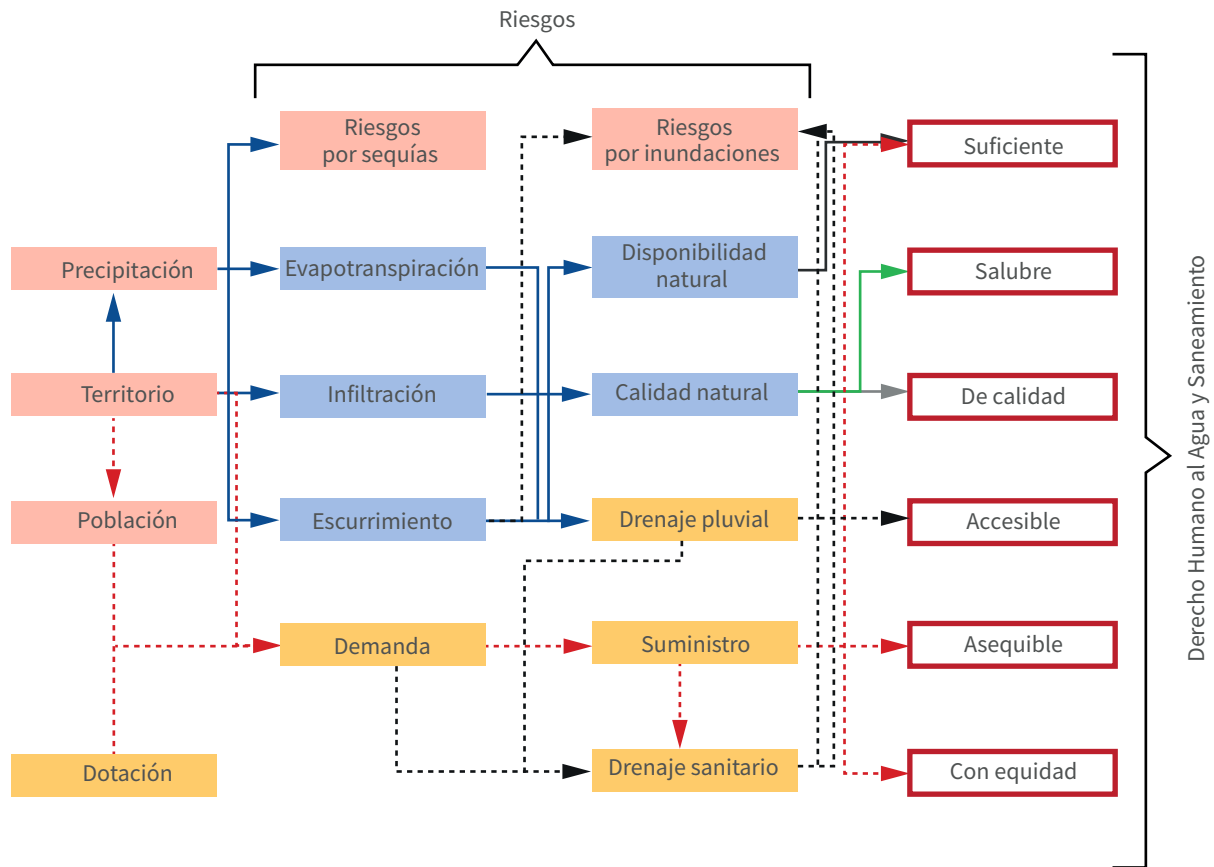 Riesgos
Riesgos
por sequías
Riesgos
por inundaciones
Suficiente
Precipitación
Evapotranspiración
Disponibilidad
natural
Salubre
Territorio
Infiltración
Calidad natural
De calidad
Población
Escurrimiento
Drenaje pluvial
Accesible
Demanda
Suministro
Asequible
Dotación
Drenaje sanitario
Con equidad
Derecho Humano al Agua y Saneamiento